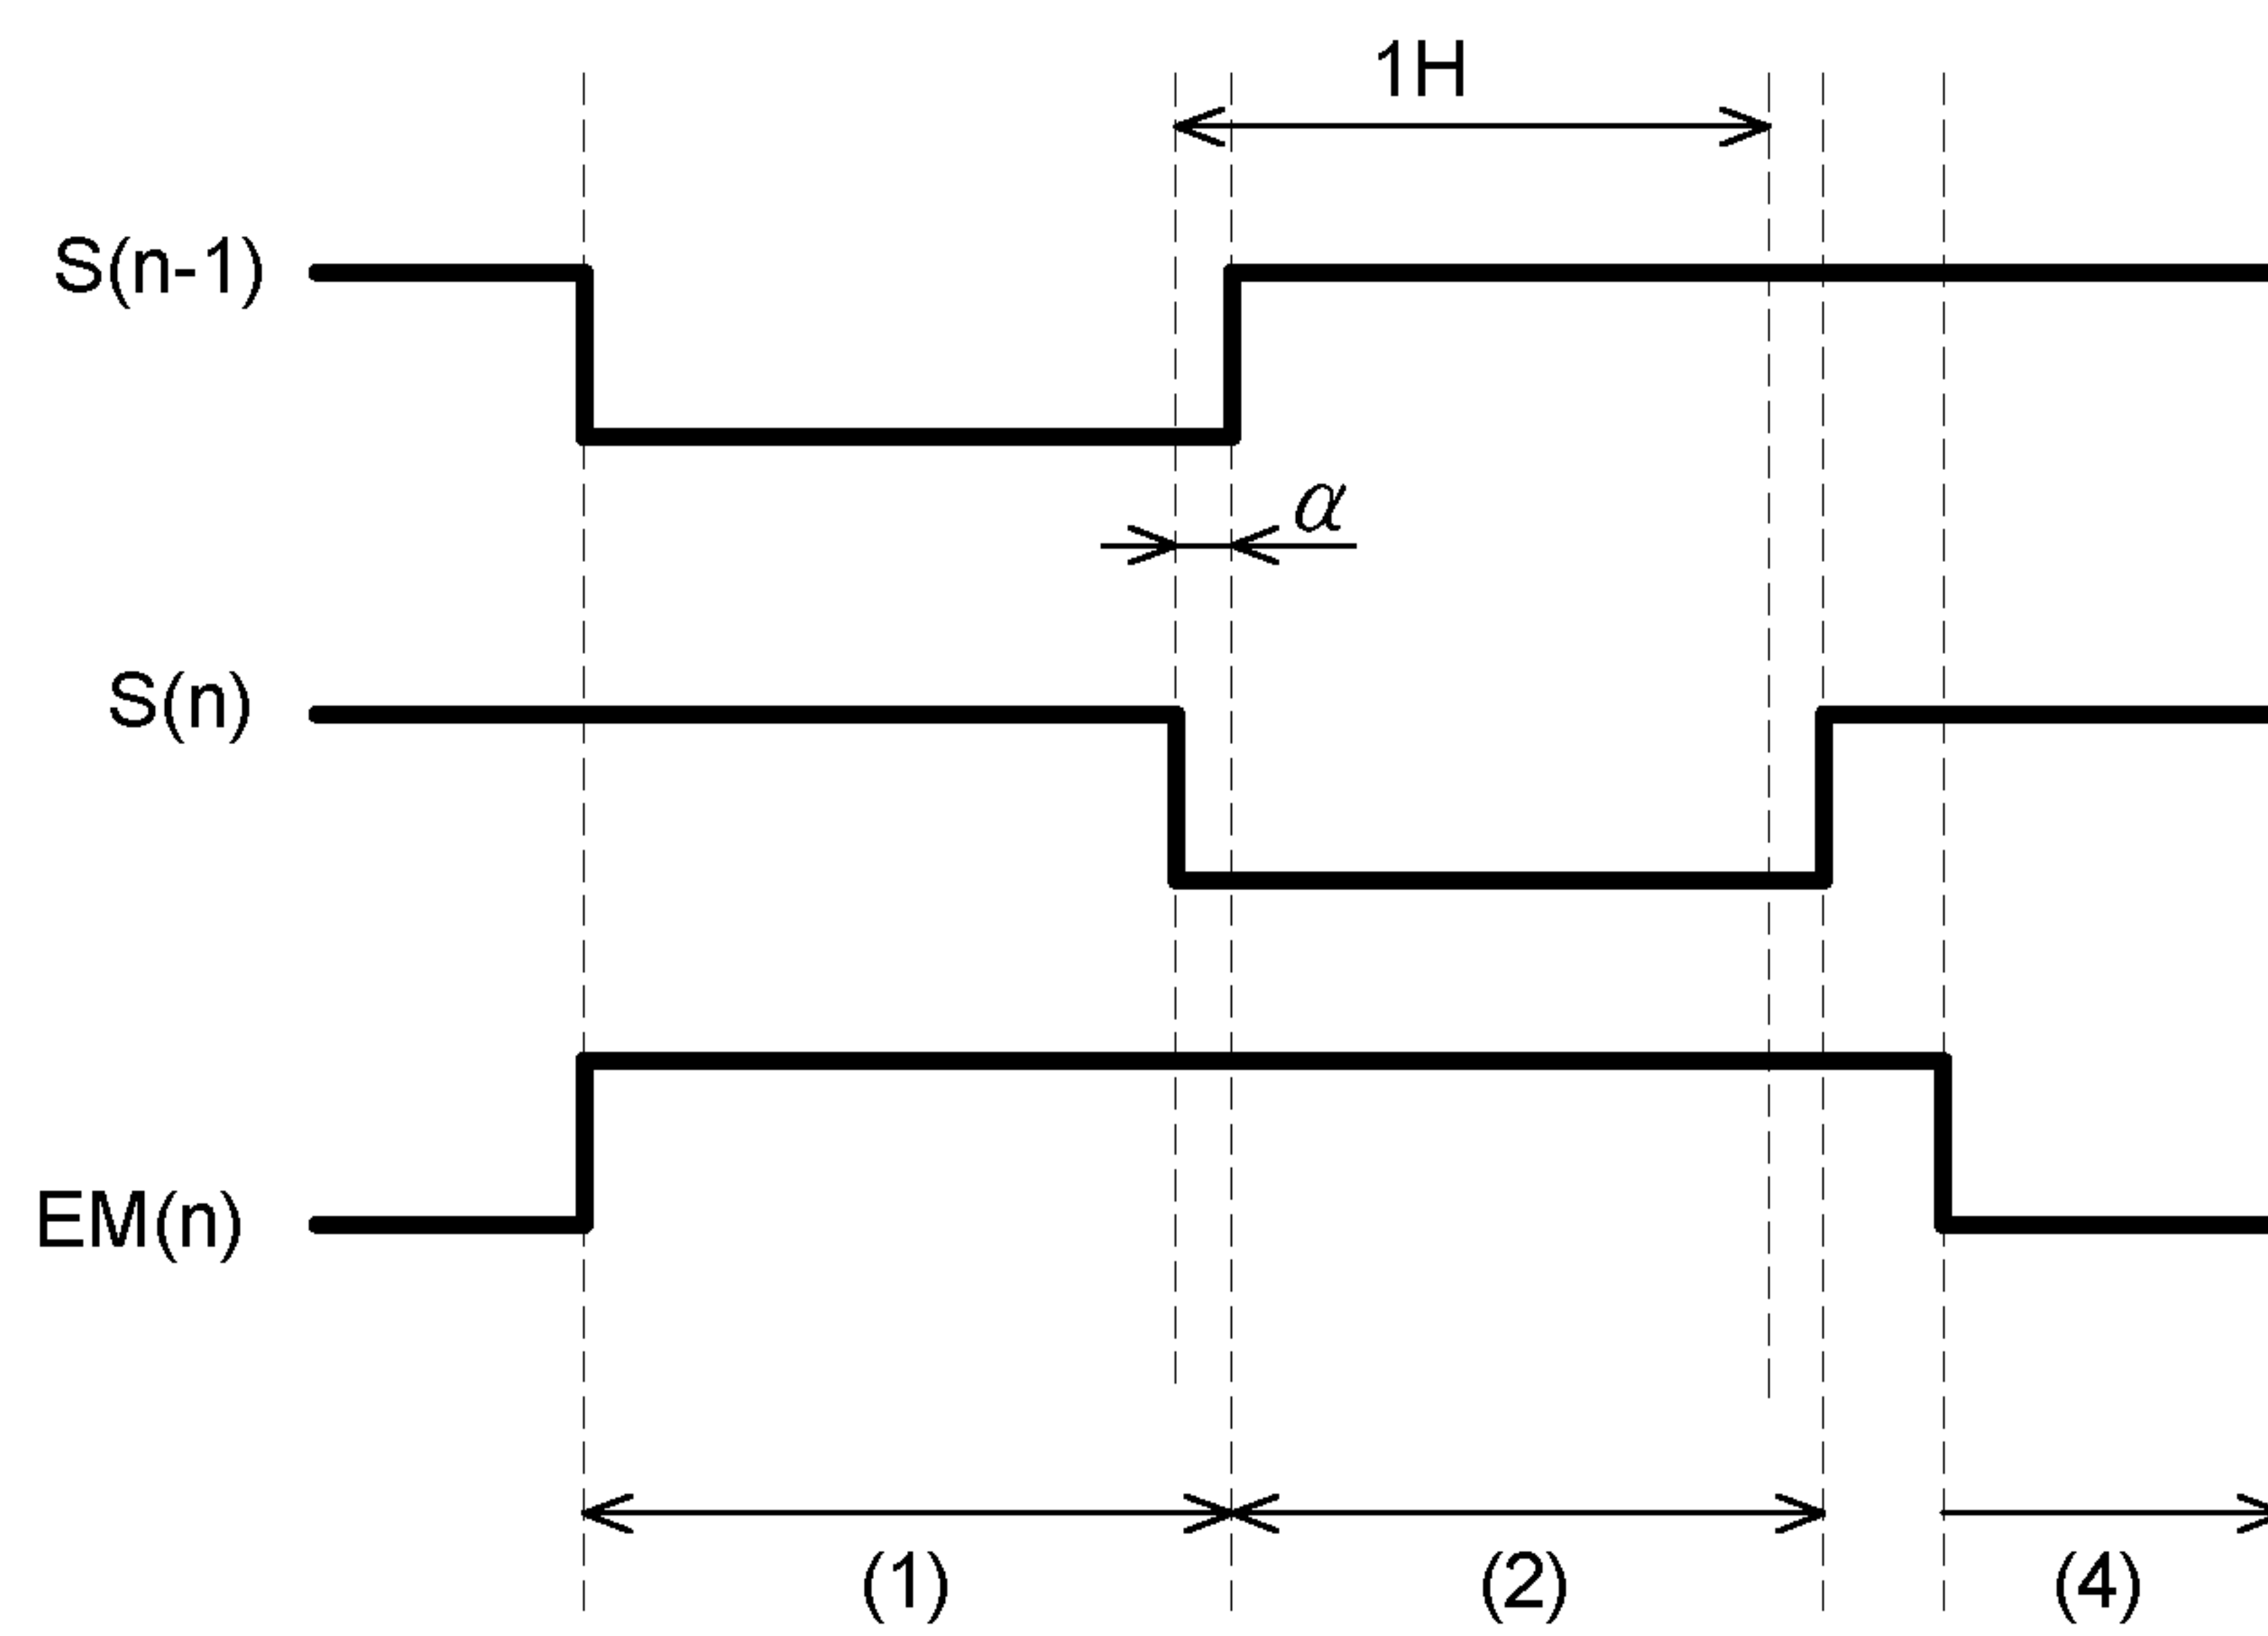 1H
S(n-1)
α
S(n)
EM(n)
(1)
(2)
(4)